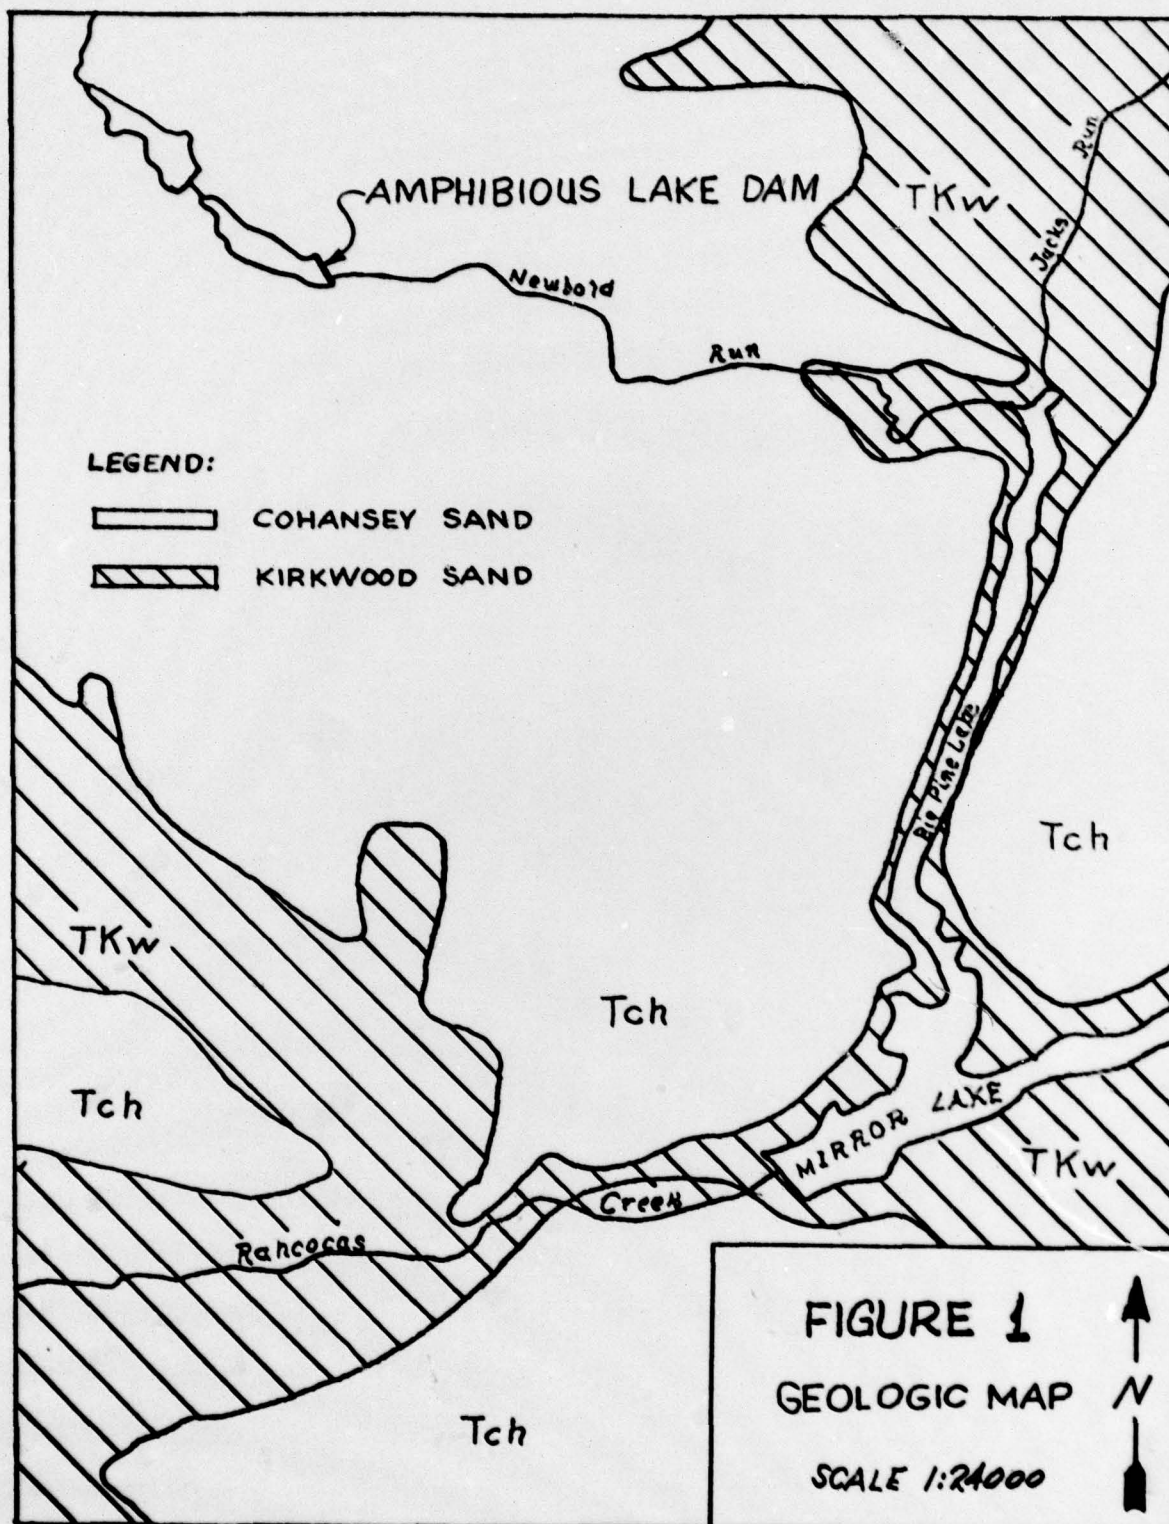 AMPHIBIOUS LAKE DAM
TKw
Jacks Run
Newbold
Run
LEGEND:
COHANSEY SAND
KIRKWOOD SAND
Big Pine Lake
Tch
TKw
Tch
Tch
MIRROR LAKE
TKw
Creek
Rancocas
Tch
FIGURE 1
GEOLOGIC MAP
N
SCALE 1:24000